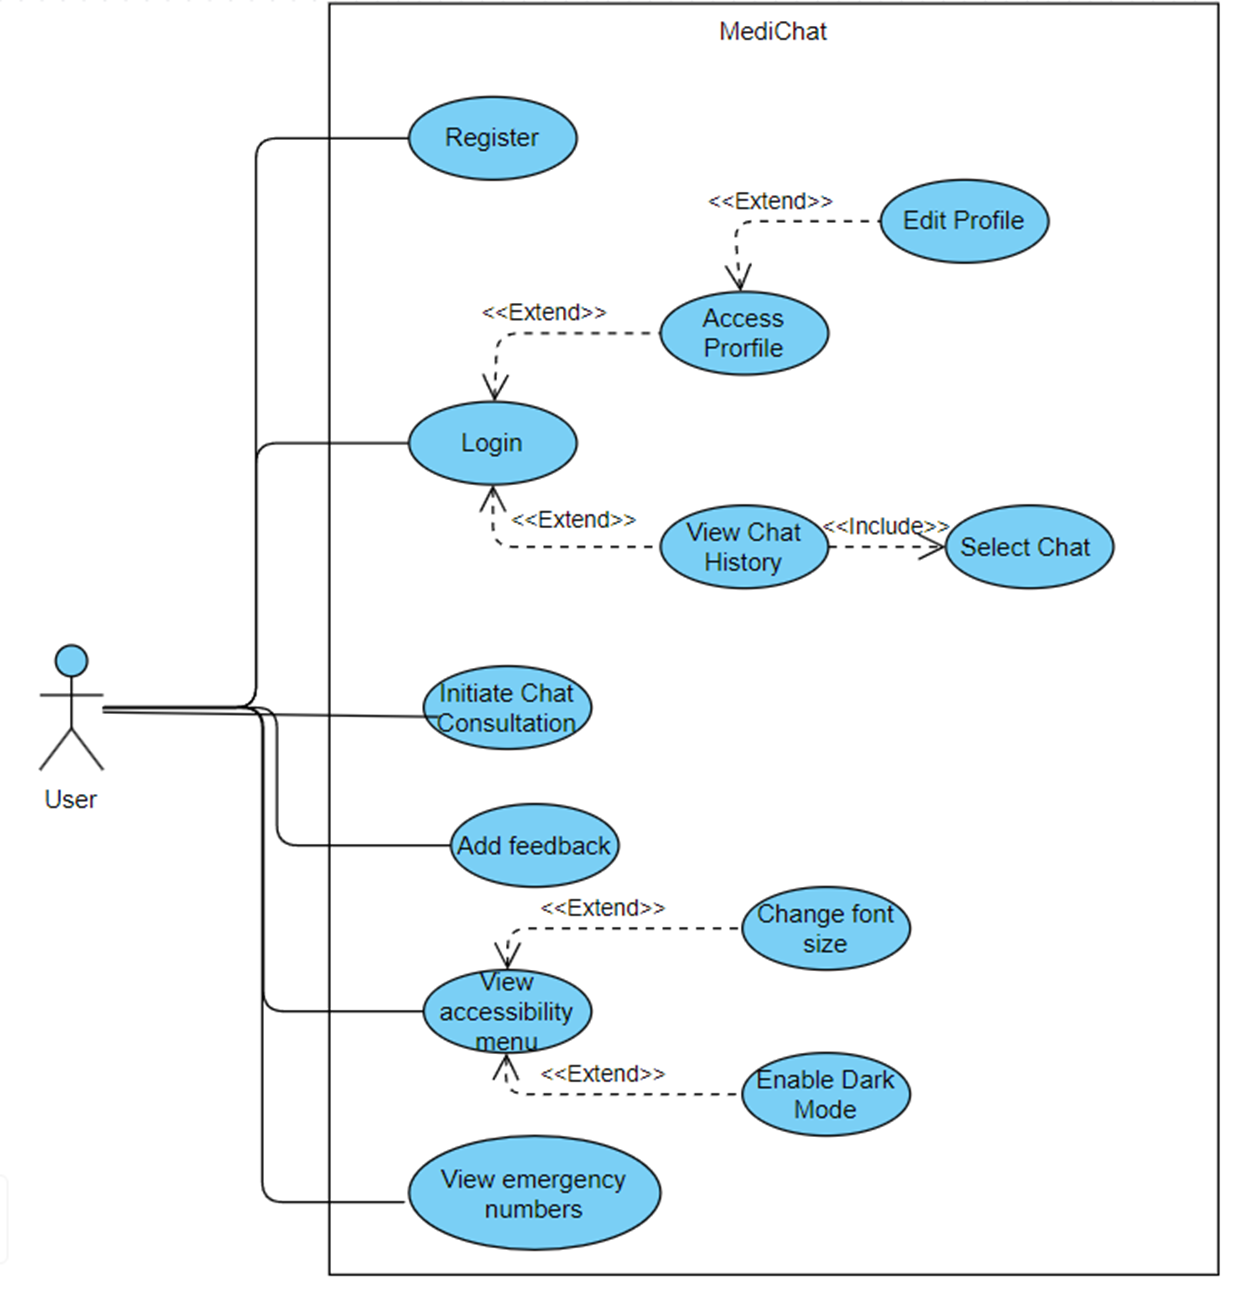 MediChat
Register
<<Extend>>
Edit Profile
<<Extend>>
Access
Prorfile
Login
<<Extend>>
View Chat
History
<<Include>>
Select Chat
Initiate Chat
Consultation
User
Add feedback
<<Extend>>
Change font
size
View
accessibility
menu
<<Extend>>
Enable Dark
Mode
View emergency
numbers